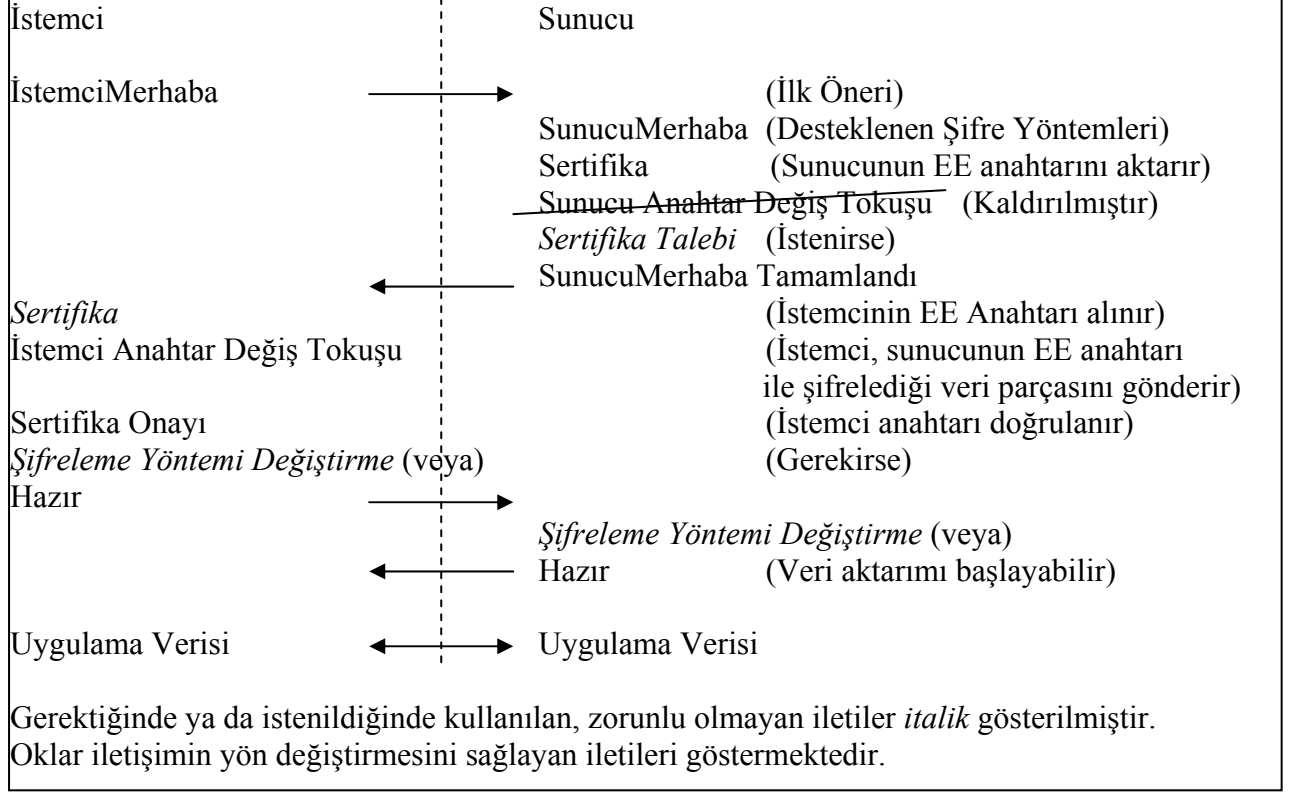 İstemci Sunucu
İstemciMerhaba (İlk Öneri)
SunucuMerhaba (Desteklenen Şifre Yöntemleri)
Sertifika (Sunucunun EE anahtarını aktarır)
Sunucu Anahtar Değiş Tokuşu (Kaldırılmıştır)
Sertifika Talebi (İstenirse)
SunucuMerhaba Tamamlandı
Sertifika (İstemcinin EE Anahtarı alınır)
İstemci Anahtar Değiş Tokuşu (İstemci, sunucunun EE anahtarı
ile şifrelediği veri parçasını gönderir)
Sertifika Onayı (İstemci anahtarı doğrulanır)
Şifreleme Yöntemi Değiştirme (veya) (Gerekirse)
Hazır
Şifreleme Yöntemi Değiştirme (veya)
Hazır (Veri aktarımı başlayabilir)
Uygulama Verisi Uygulama Verisi
Gerektiğinde ya da istenildiğinde kullanılan, zorunlu olmayan iletiler italik gösterilmiştir.
Oklar iletişimin yön değiştirmesini sağlayan iletileri göstermektedir.